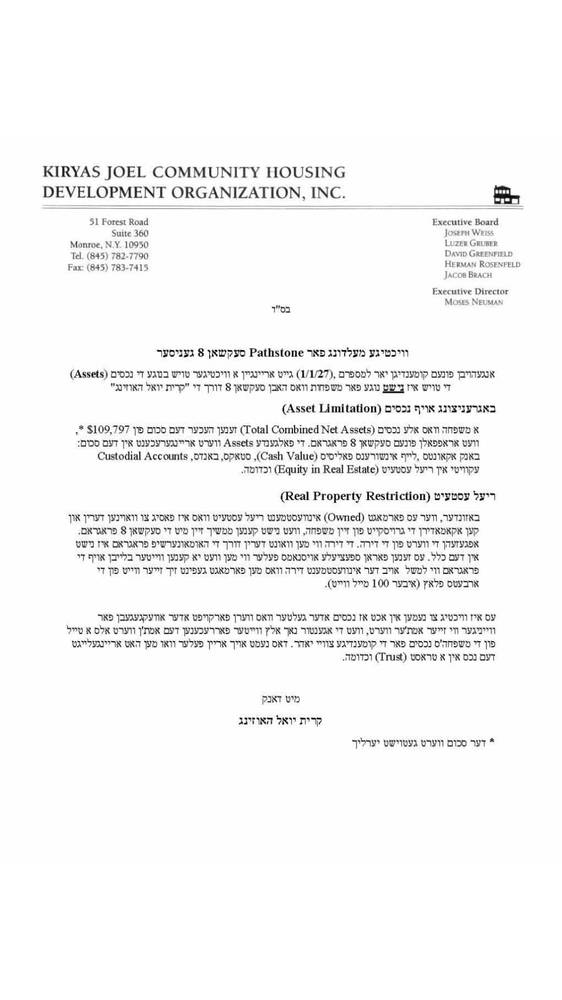 KIRYAS JOEL COMMUNITY HOUSING
DEVELOPMENT ORGANIZATION, INC.
51 Forest Road
Suite 360
Monroe, N.Y. 10950
Tel. (845) 782-7790
Fax: (845) 783-7415
Executive Board
JOSEPH WEISS
LUZER GRUBER
DAVID GREENFIELD
HERMAN ROSENFELD
JACOB BRACH
Executive Director
MOSES NEUMAN
בס"ד
וויכטיגע מעלדונג פאר Pathstone סעקשאן 8 געניסער
אנגעהויבן פונעם קומענדיגן יאר למספרם, (1/1/27) גייט אריינגיין א וויכטיגער טויש בנוגע די נכסים (Assets)
די טויש איז נישט נוגע פאר משפחות וואס האבן סעקשאן 8 דורך די "קרית יואל האוזינג"
באגרעניצונג אויף נכסים (Asset Limitation)
א משפחה וואס אלע נכסים (Total Combined Net Assets) זענען העכער דעם סכום פון $109,797 *,
וועט אראפפאלן פונעם סעקשאן 8 פראגראם. די פאלגענדע Assets ווערט אריינגערעכענט אין דעם סכום:
באנק אקאונטס ,לייף אינשורענס פאליסיס (Cash Value), סטאקס, באנדס, Custodial Accounts
עקוויטי אין ריעל עסטעיט (Equity in Real Estate) וכדומה.
ריעל עסטעיט (Real Property Restriction)
באזונדער, ווער עס פארמאגט (Owned) אינוועסטמענט ריעל עסטעיט וואס איז פאסיג צו וואוינען דערין און
קען אקאמאדירן די גרויסקייט פון זיין משפחה, וועט נישט קענען ממשיך זיין מיט די סעקשאן 8 פראגראם.
אפגעזעהן די ווערט פון די דירה. די דירה ווי מען וואונט דערין דורך די האומאונערשיפ פראגראם איז נישט
אין דעם כלל. עס זענען פאראן ספעציעלע אויסנאמס פעלער ווי מען וועט יא קענען ווייטער בלייבן אויף די
פראגראם ווי למשל אויב דער אינוועסטמענט דירה וואס מען פארמאגט געפינט זיך זייער ווייט פון די
ארבעטס פלאץ (איבער 100 מייל ווייט).
עס איז וויכטיג צו נעמען אין אכט אז נכסים אדער געלטער וואס ווערן פארקויפט אדער אוועקגעגעבן פאר
ווייניגער ווי זייער אמת'ער ווערט, וועט די אגענטור נאך אלץ ווייטער פאררעכענען דעם אמת'ן ווערט אלס א טייל
פון די משפחה'ס נכסים פאר די קומענדיגע צוויי יאהר. דאס נעמט אויך אריין פעלער וואו מען האט אריינגעלייגט
דעם נכס אין א טראסט (Trust) וכדומה.
מיט דאנק
קרית יואל האוזינג
* דער סכום ווערט געטוישט יערליך